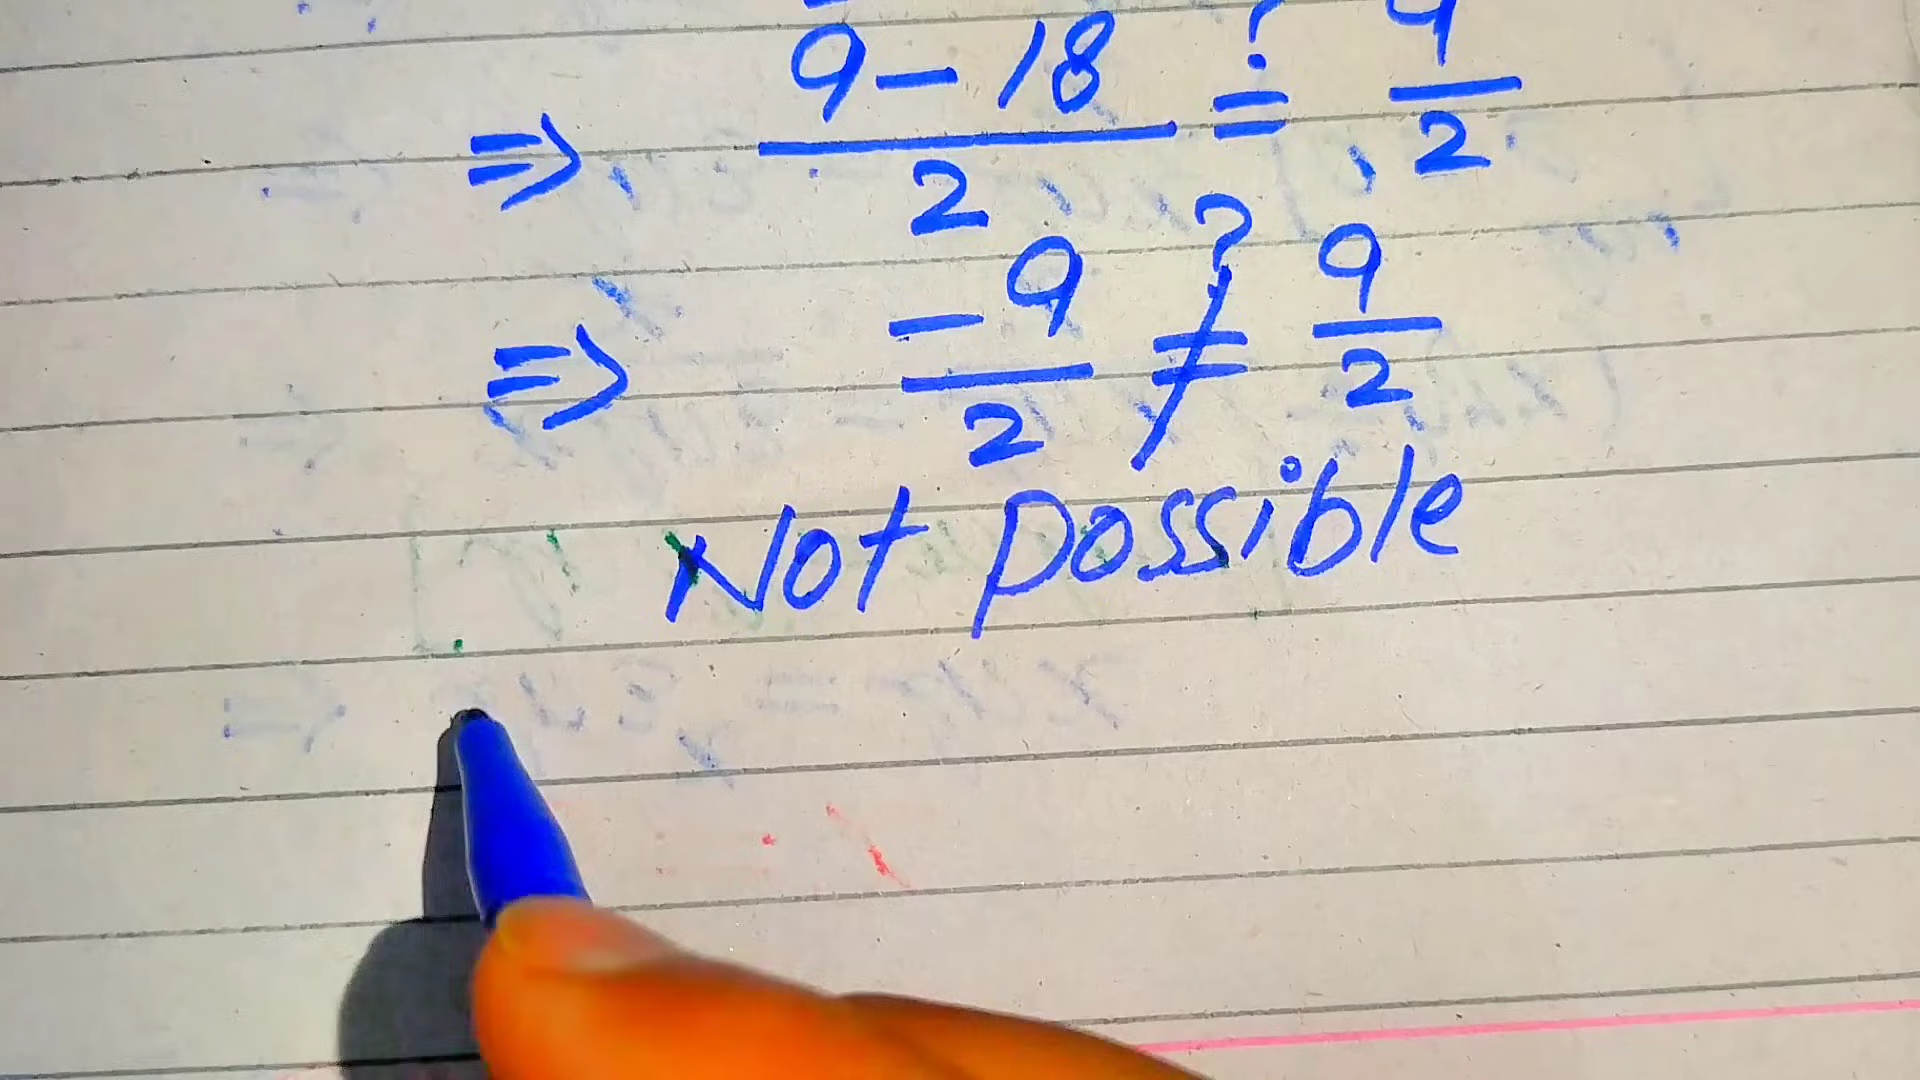 ⇒ 9 - 18 / 2 ?= 9/2
⇒ -9/2 ?≠ 9/2
Not possible